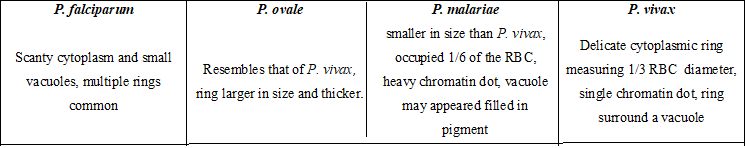 P. falciparum
Scanty cytoplasm and small
vacuoles, multiple rings
common
P. ovale
Resembles that of P. vivax,
ring larger in size and thicker.
P. malariae
smaller in size than P. vivax,
occupied 1/6 of the RBC,
heavy chromatin dot, vacuole
may appeared filled in
pigment
P. vivax
Delicate cytoplasmic ring
measuring 1/3 RBC diameter,
single chromatin dot, ring
surround a vacuole